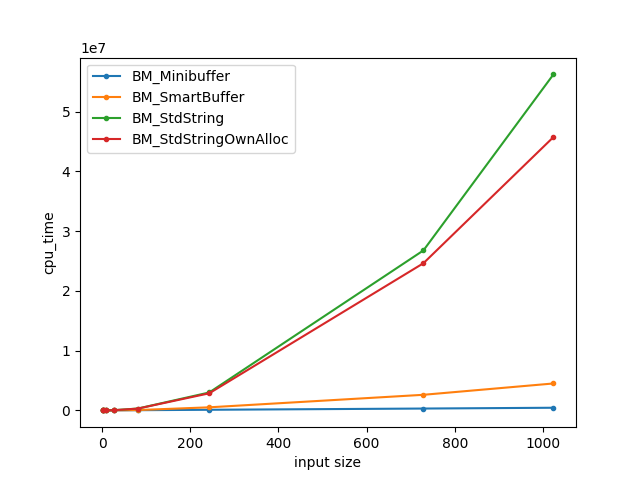 1e7
BM_Minibuffer
BM_SmartBuffer
BM_StdString
BM_StdStringOwnAlloc
5
4
3
2
1
0
cpu_time
0 200 400 600 800 1000
input size